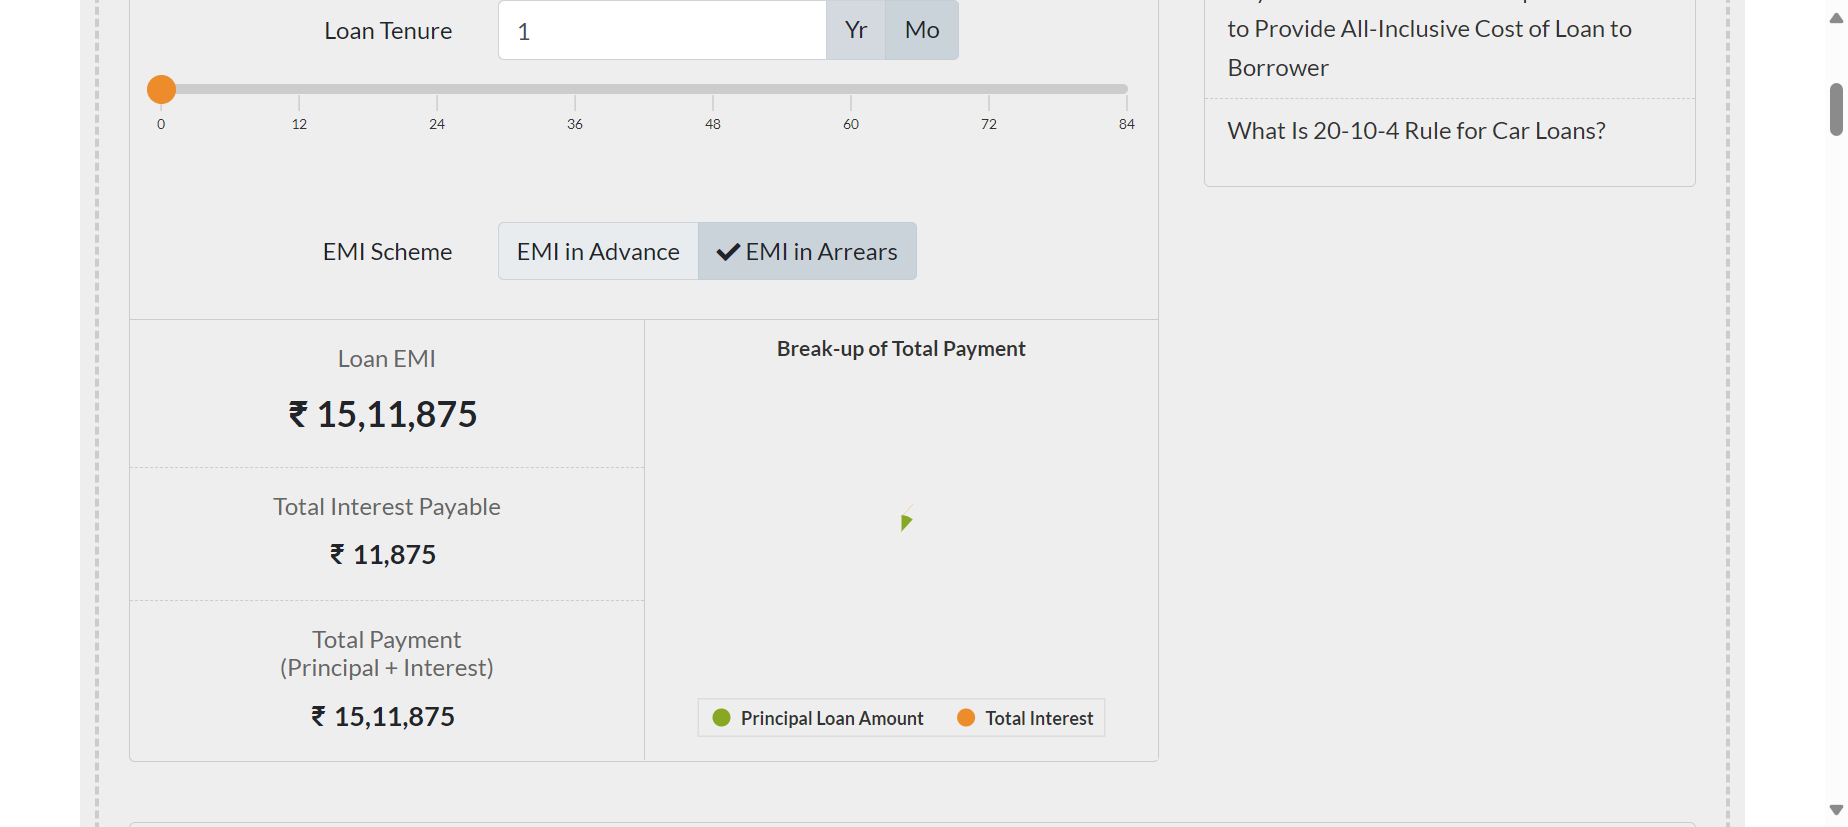 Loan Tenure
1
Yr
Mo
0 12 24 36 48 60 72 84
EMI Scheme
EMI in Advance
EMI in Arrears
Loan EMI
₹ 15,11,875
Total Interest Payable
₹ 11,875
Total Payment
(Principal + Interest)
₹ 15,11,875
Break-up of Total Payment
Principal Loan Amount
Total Interest
to Provide All-Inclusive Cost of Loan to
Borrower
What Is 20-10-4 Rule for Car Loans?